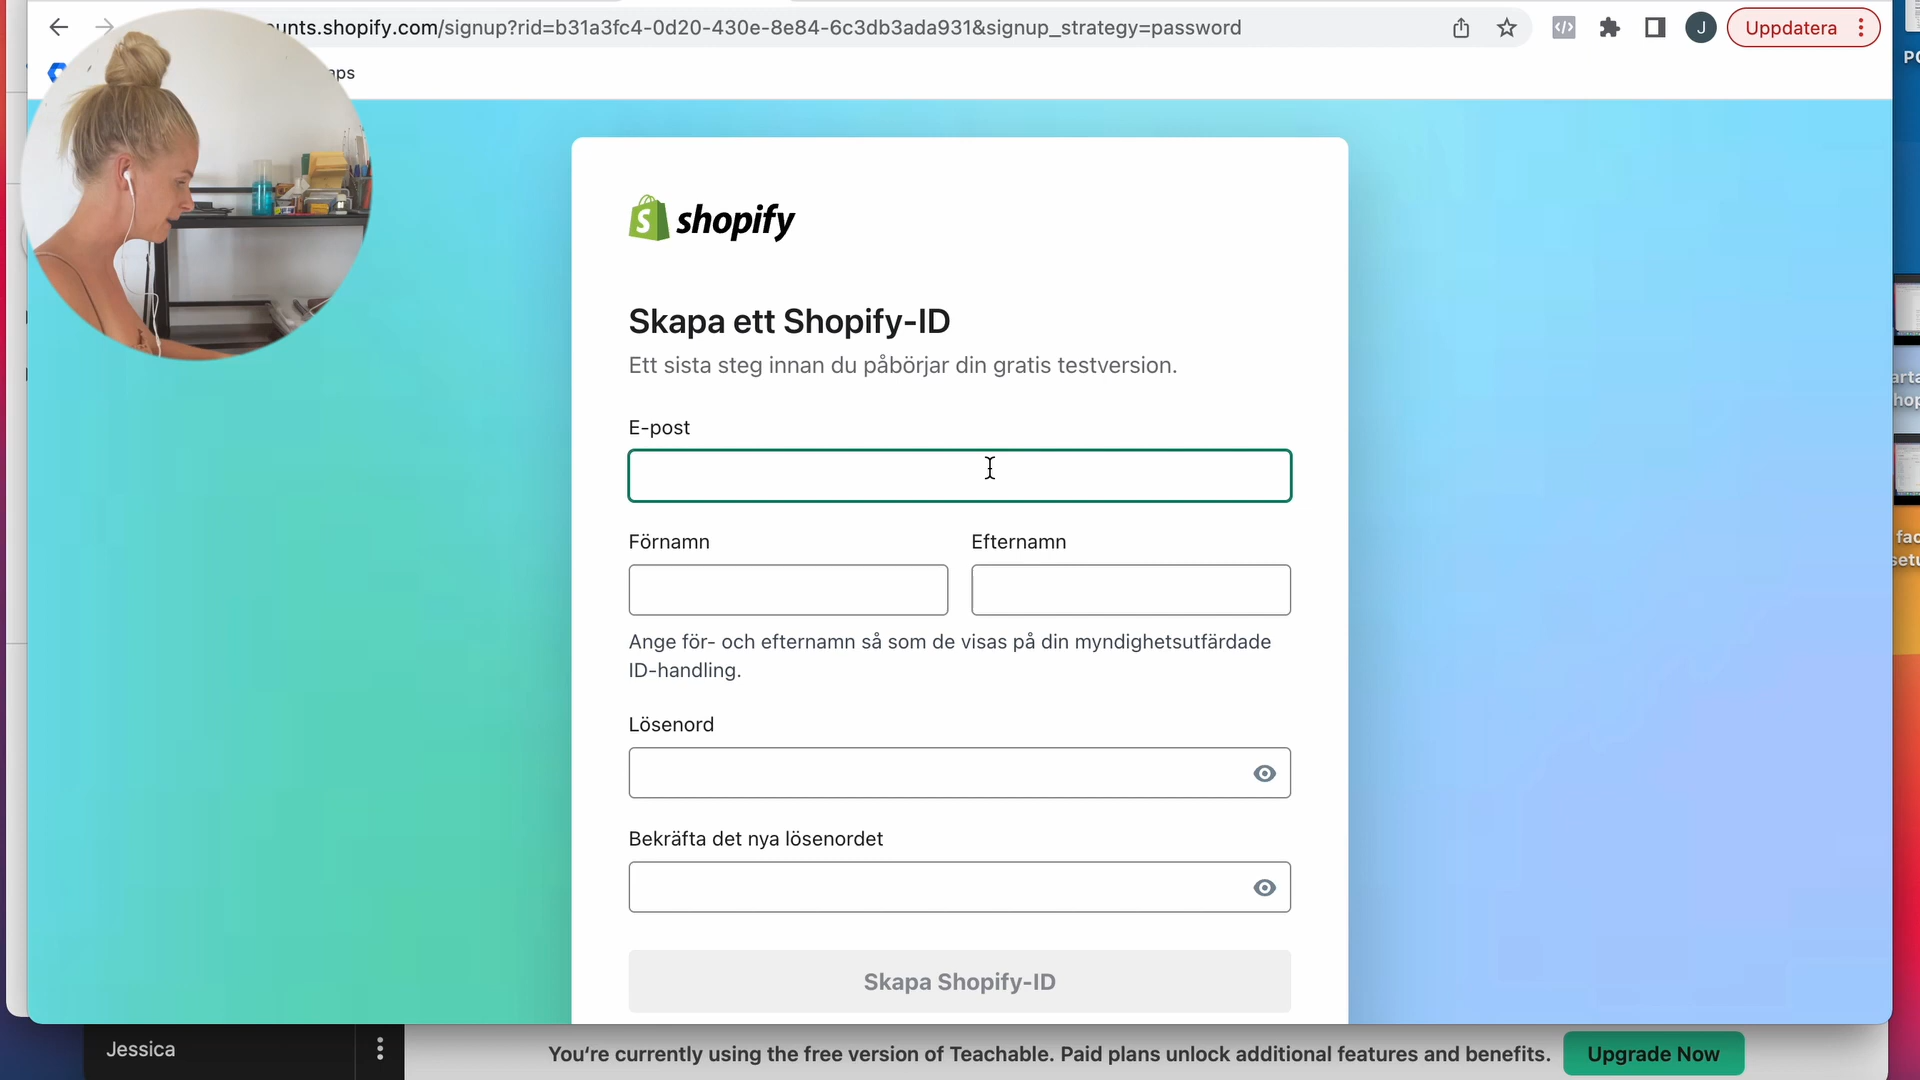 unts.shopify.com/signup?rid=b31a3fc4-0d20-430e-8e84-6c3db3ada931&signup_strategy=password
J
Uppdatera
aps
shopify
Skapa ett Shopify-ID
Ett sista steg innan du påbörjar din gratis testversion.
E-post
Förnamn
Efternamn
Ange för- och efternamn så som de visas på din myndighetsutfärdade
ID-handling.
Lösenord
Bekräfta det nya lösenordet
Skapa Shopify-ID
Jessica
You're currently using the free version of Teachable. Paid plans unlock additional features and benefits.
Upgrade Now